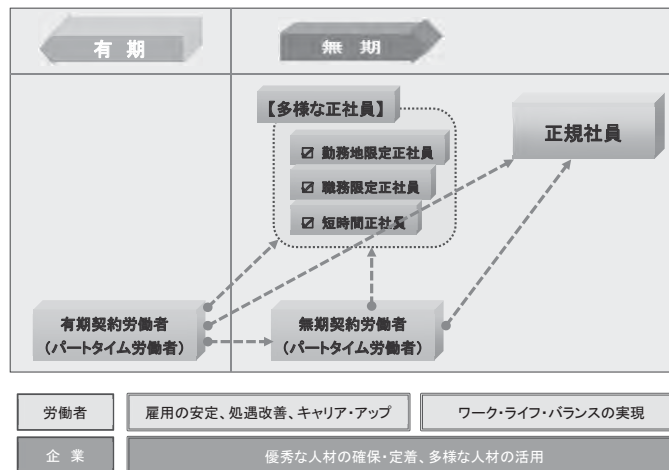 有 期
無 期
【多様な正社員】
正規社員
☑ 勤務地限定正社員
☑ 職務限定正社員
☑ 短時間正社員
有期契約労働者
（パートタイム労働者）
無期契約労働者
（パートタイム労働者）
労働者
雇用の安定、処遇改善、キャリア・アップ
ワーク・ライフ・バランスの実現
企 業
優秀な人材の確保・定着、多様な人材の活用